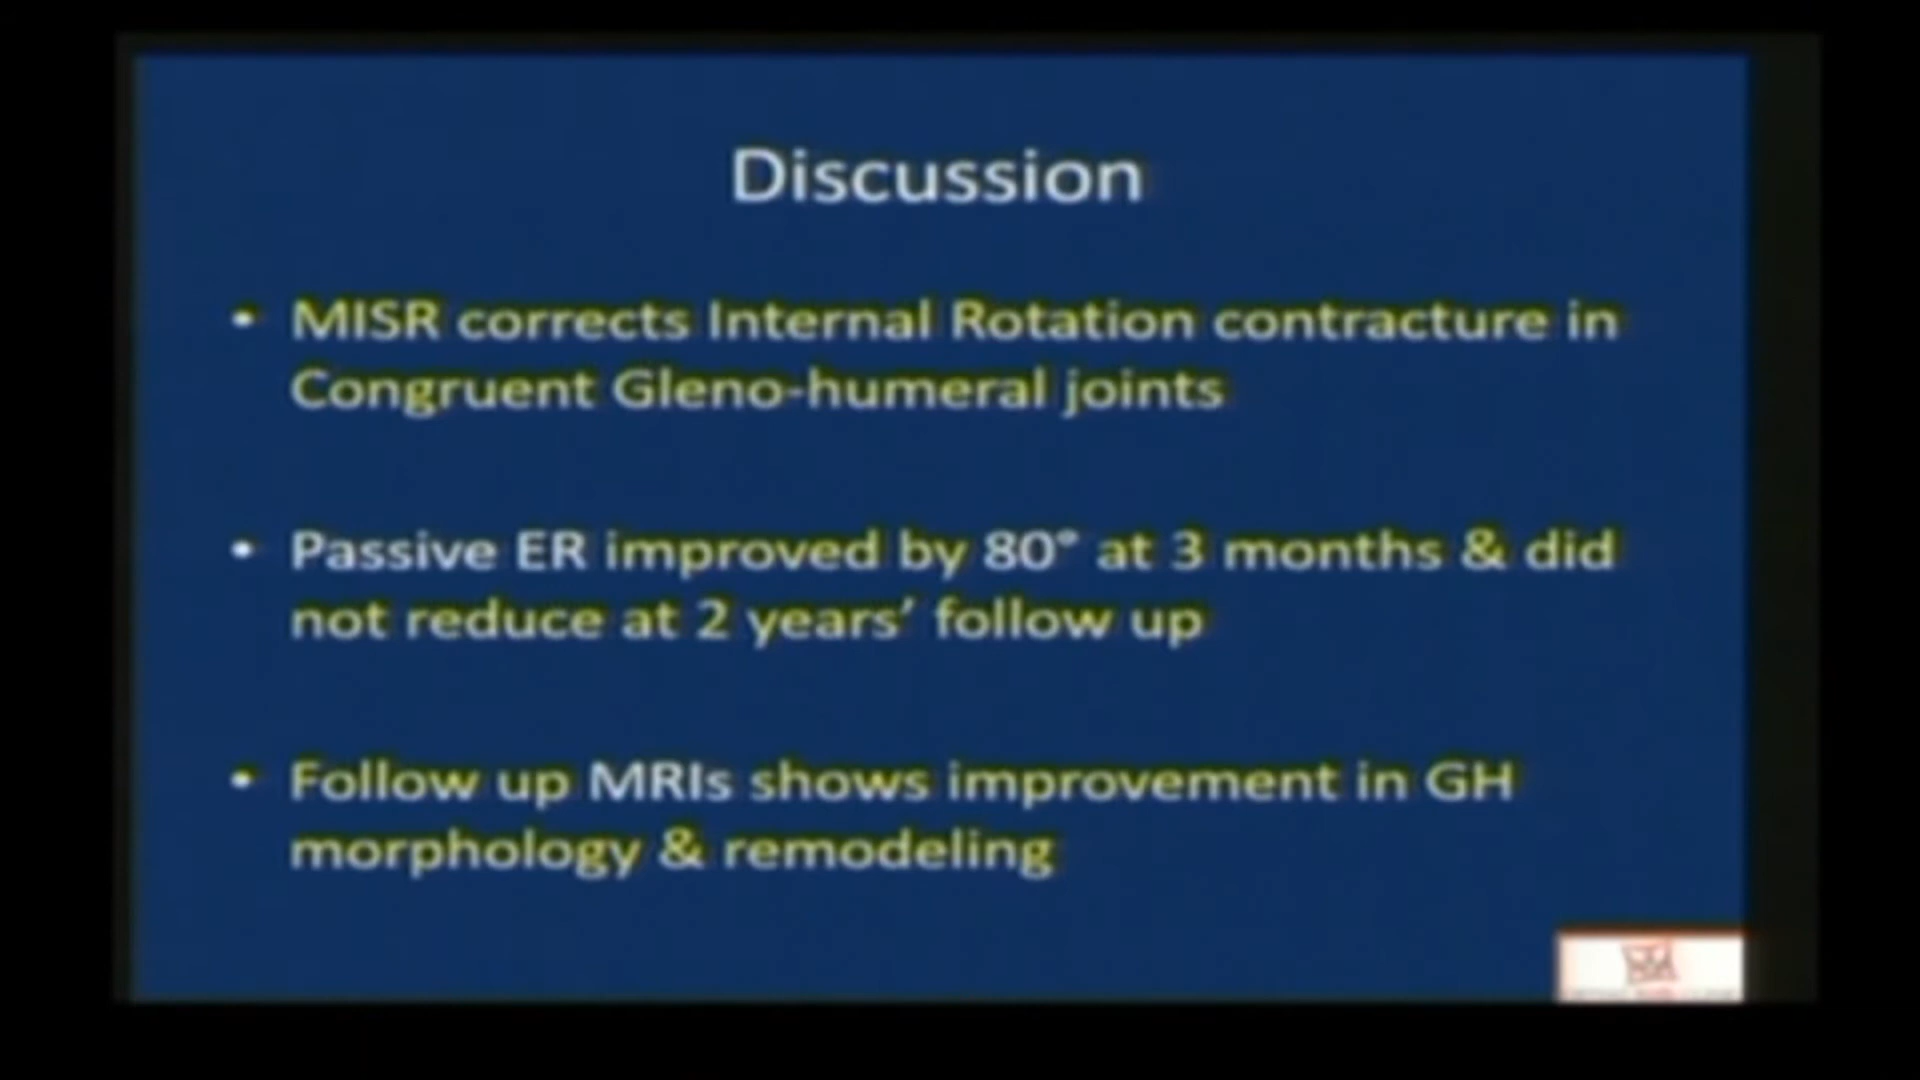 Discussion
• MISR corrects Internal Rotation contracture in
Congruent Gleno-humeral joints
• Passive ER improved by 80° at 3 months & did
not reduce at 2 years’ follow up
• Follow up MRIs shows improvement in GH
morphology & remodeling